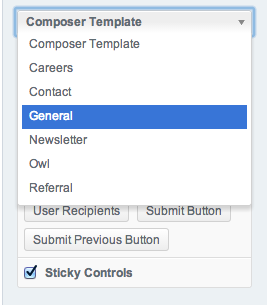 Composer Template
Composer Template
Careers
Contact
General
Newsletter
Owl
Referral
User Recipients
Submit Button
Submit Previous Button
Sticky Controls